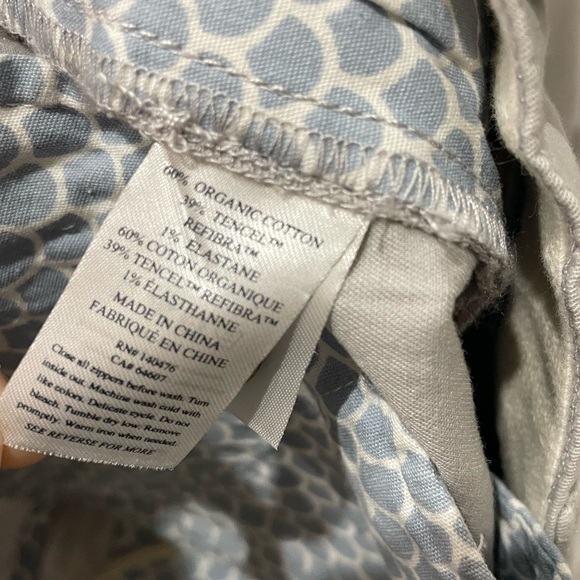 60% ORGANIC COTTON
39% TENCEL™
REFIBRA™
1% ELASTANE
60% COTON ORGANIQUE
39% TENCEL™ REFIBRA™
1% ÉLASTHANNE
MADE IN CHINA
FABRIQUÉ EN CHINE
RN# 140476
CA# 64607
Close all zippers before wash. Turn
inside out. Machine wash cold with
like colors. Delicate cycle. Do not
bleach. Tumble dry low. Remove
promptly. Warm iron when needed.
SEE REVERSE FOR MORE